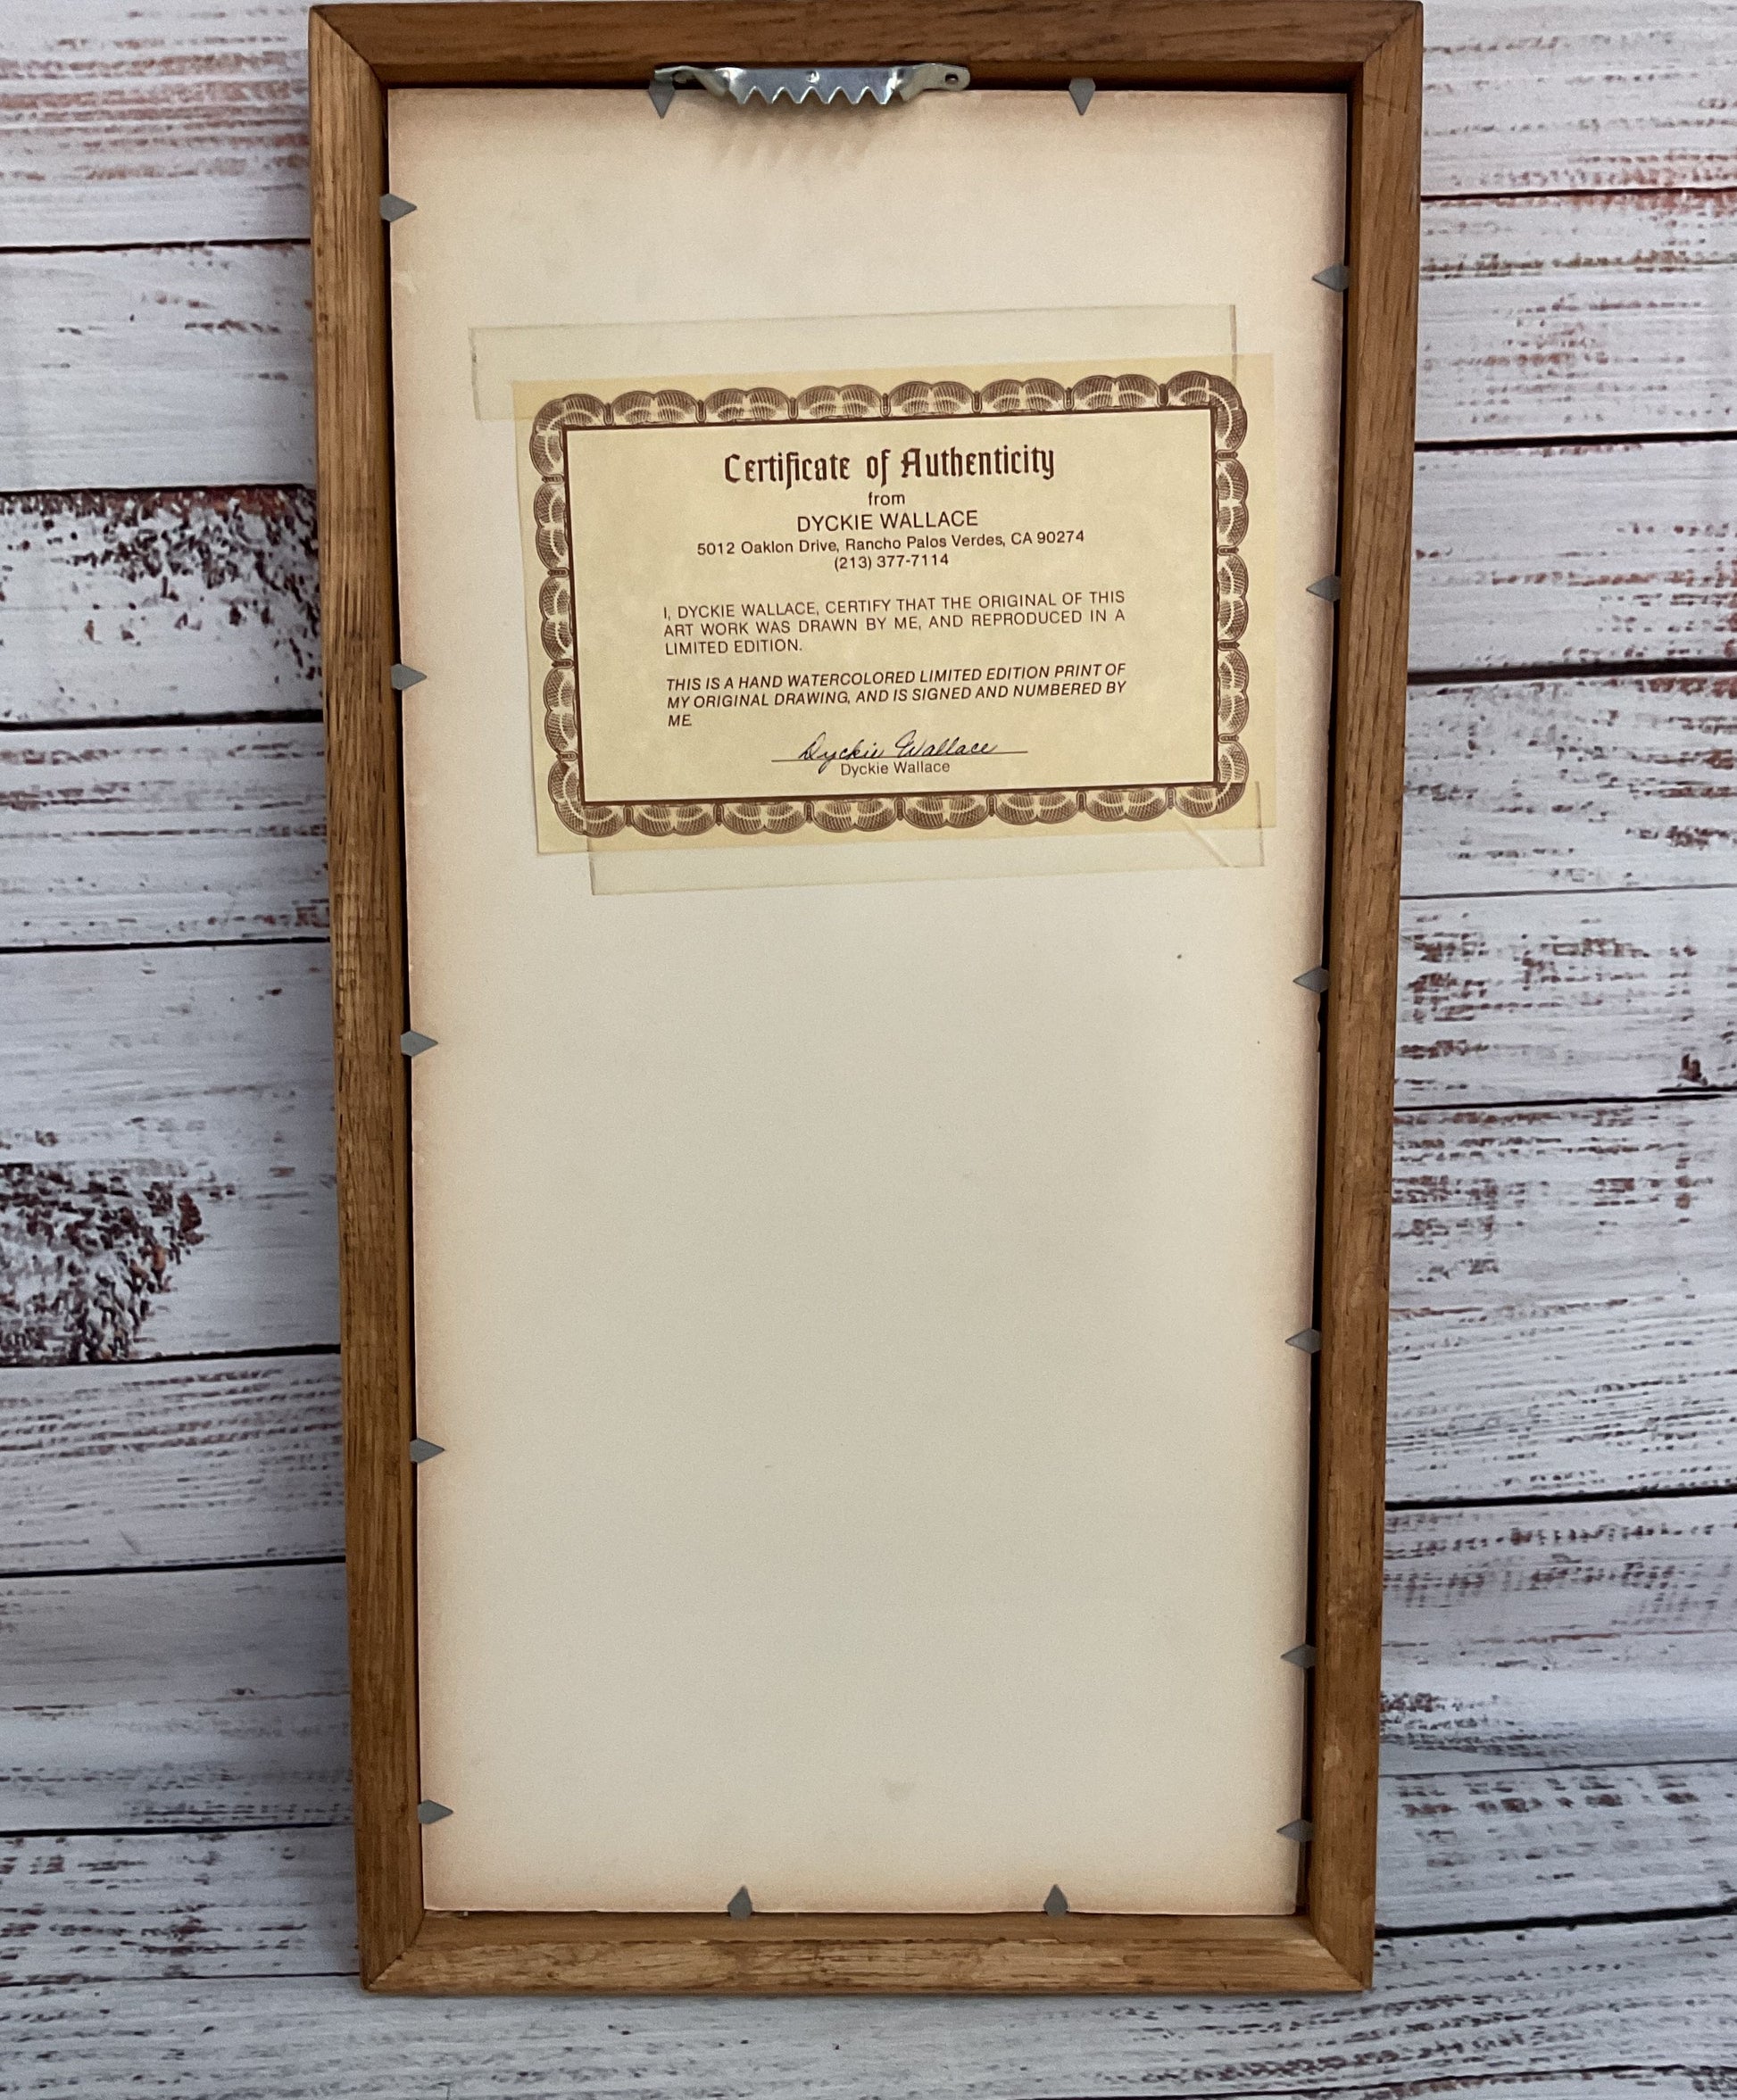 Certificate of Authenticity
from
DYCKIE WALLACE
5012 Oaklon Drive, Rancho Palos Verdes, CA 90274
(213) 377-7114
I, DYCKIE WALLACE, CERTIFY THAT THE ORIGINAL OF THIS
ART WORK WAS DRAWN BY ME, AND REPRODUCED IN A
LIMITED EDITION.
THIS IS A HAND WATERCOLORED LIMITED EDITION PRINT OF
MY ORIGINAL DRAWING, AND IS SIGNED AND NUMBERED BY
ME.
Dyckie Wallace
Dyckie Wallace